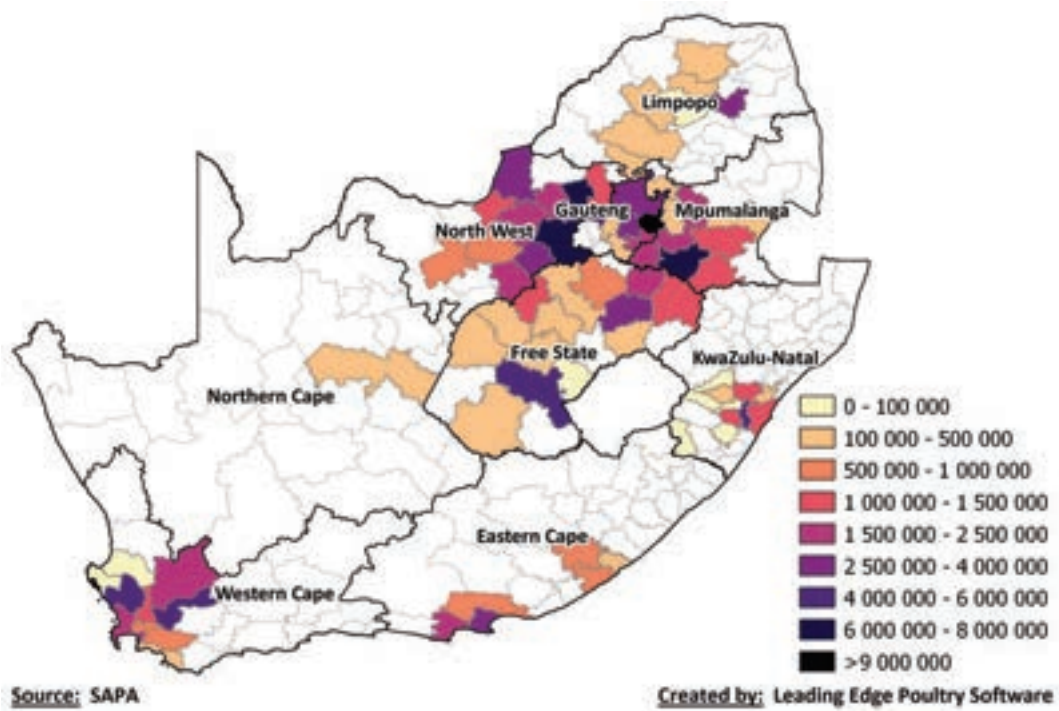 Limpopo
Gauteng
Mpumalanga
North West
Free State
KwaZulu-Natal
Northern Cape
Eastern Cape
Western Cape
0 - 100 000
100 000 - 500 000
500 000 - 1 000 000
1 000 000 - 1 500 000
1 500 000 - 2 500 000
2 500 000 - 4 000 000
4 000 000 - 6 000 000
6 000 000 - 8 000 000
>9 000 000
Source: SAPA
Created by: Leading Edge Poultry Software